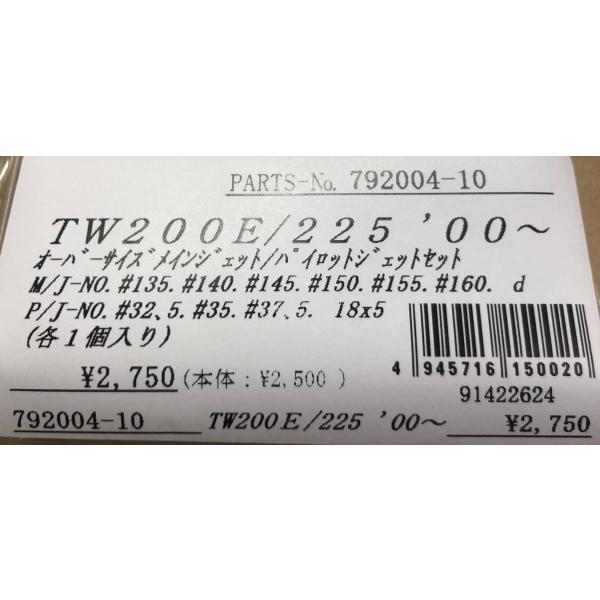 PARTS-No. 792004-10
TW200E/225 '00～
ｵｰﾊﾞｰｻｲｽﾞﾒｲﾝｼﾞｪｯﾄ/ﾊﾟｲﾛｯﾄｼﾞｪｯﾄｾｯﾄ
M/J-NO. #135. #140. #145. #150. #155. #160. d
P/J-NO. #32、5. #35. #37、5. 18x5
(各1個入り)
¥2,750 (本体:¥2,500 )
4 945716 150020
91422624
792004-10 TW200E/225 '00～ ¥2,750